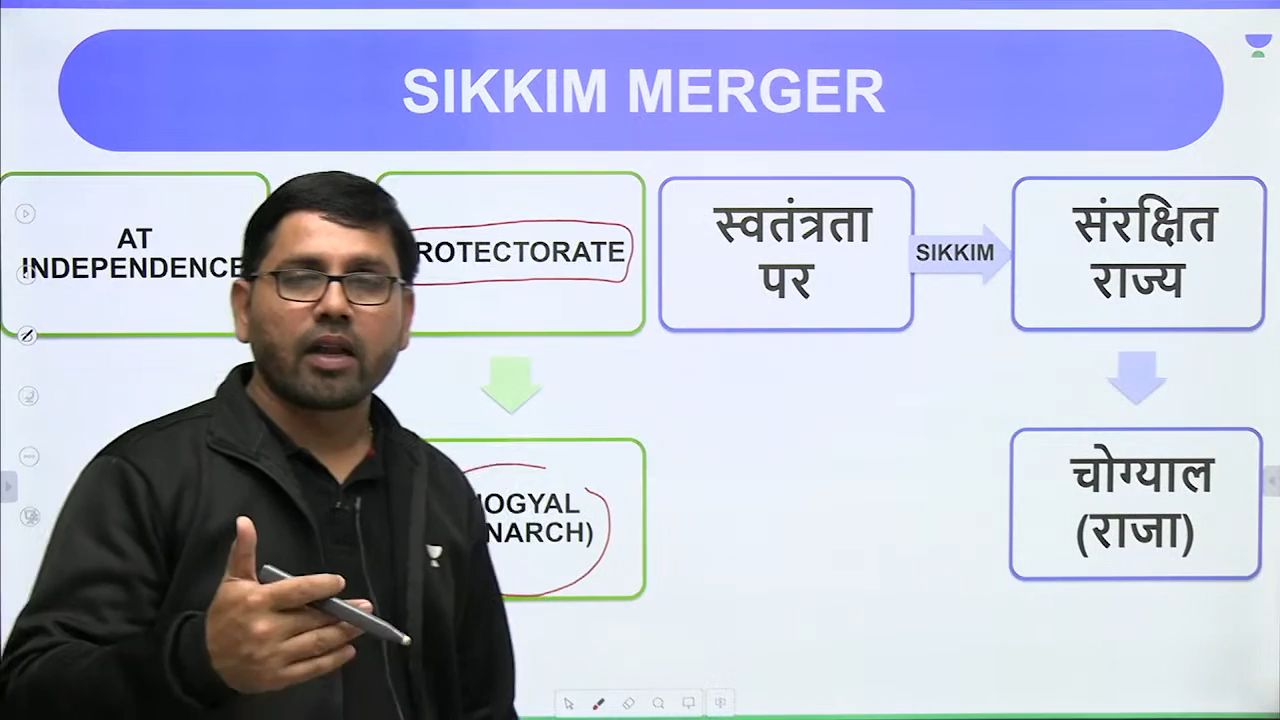 SIKKIM MERGER
AT
INDEPENDENCE
ROTECTORATE
OGYAL
NARCH)
स्वतंत्रता
पर
SIKKIM
संरक्षित
राज्य
चोग्याल
(राजा)